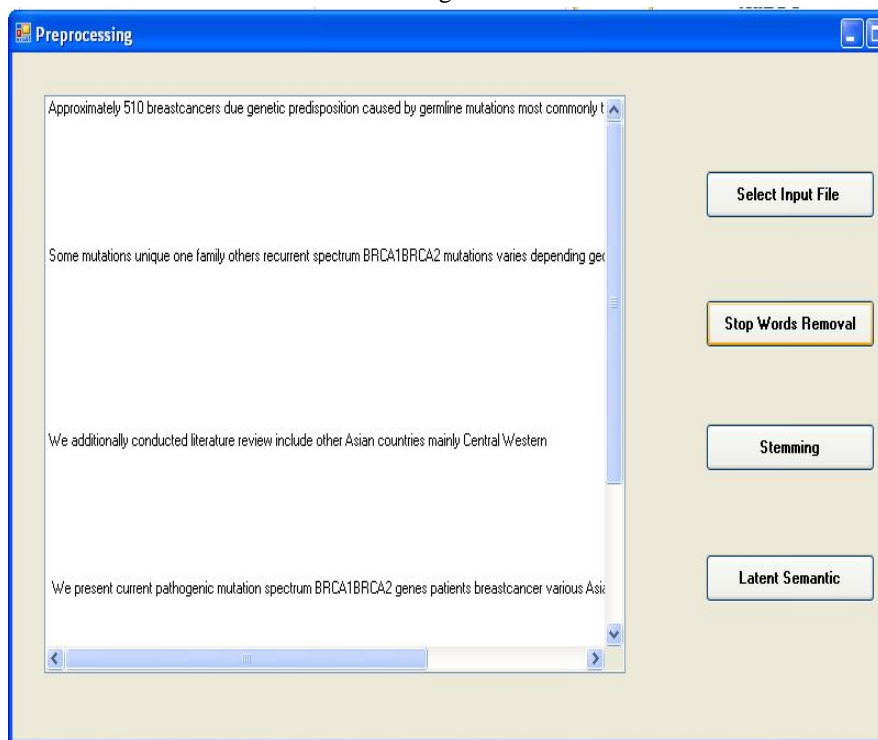 Preprocessing
Approximately 510 breastcancers due genetic predisposition caused by germline mutations most commonly t
Some mutations unique one family others recurrent spectrum BRCA1BRCA2 mutations varies depending geo
We additionally conducted literature review include other Asian countries mainly Central Western
We present current pathogenic mutation spectrum BRCA1BRCA2 genes patients breastcancer various Asia
Select Input File
Stop Words Removal
Stemming
Latent Semantic